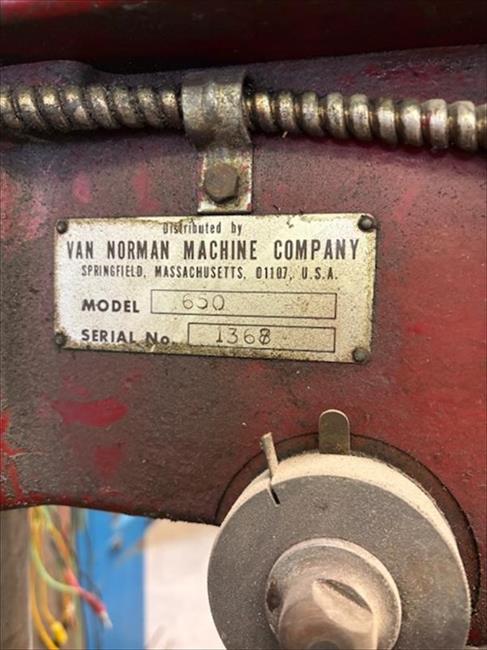 Distributed by
VAN NORMAN MACHINE COMPANY
SPRINGFIELD, MASSACHUSETTS, 01107, U.S.A.
MODEL 650
SERIAL No. 1368